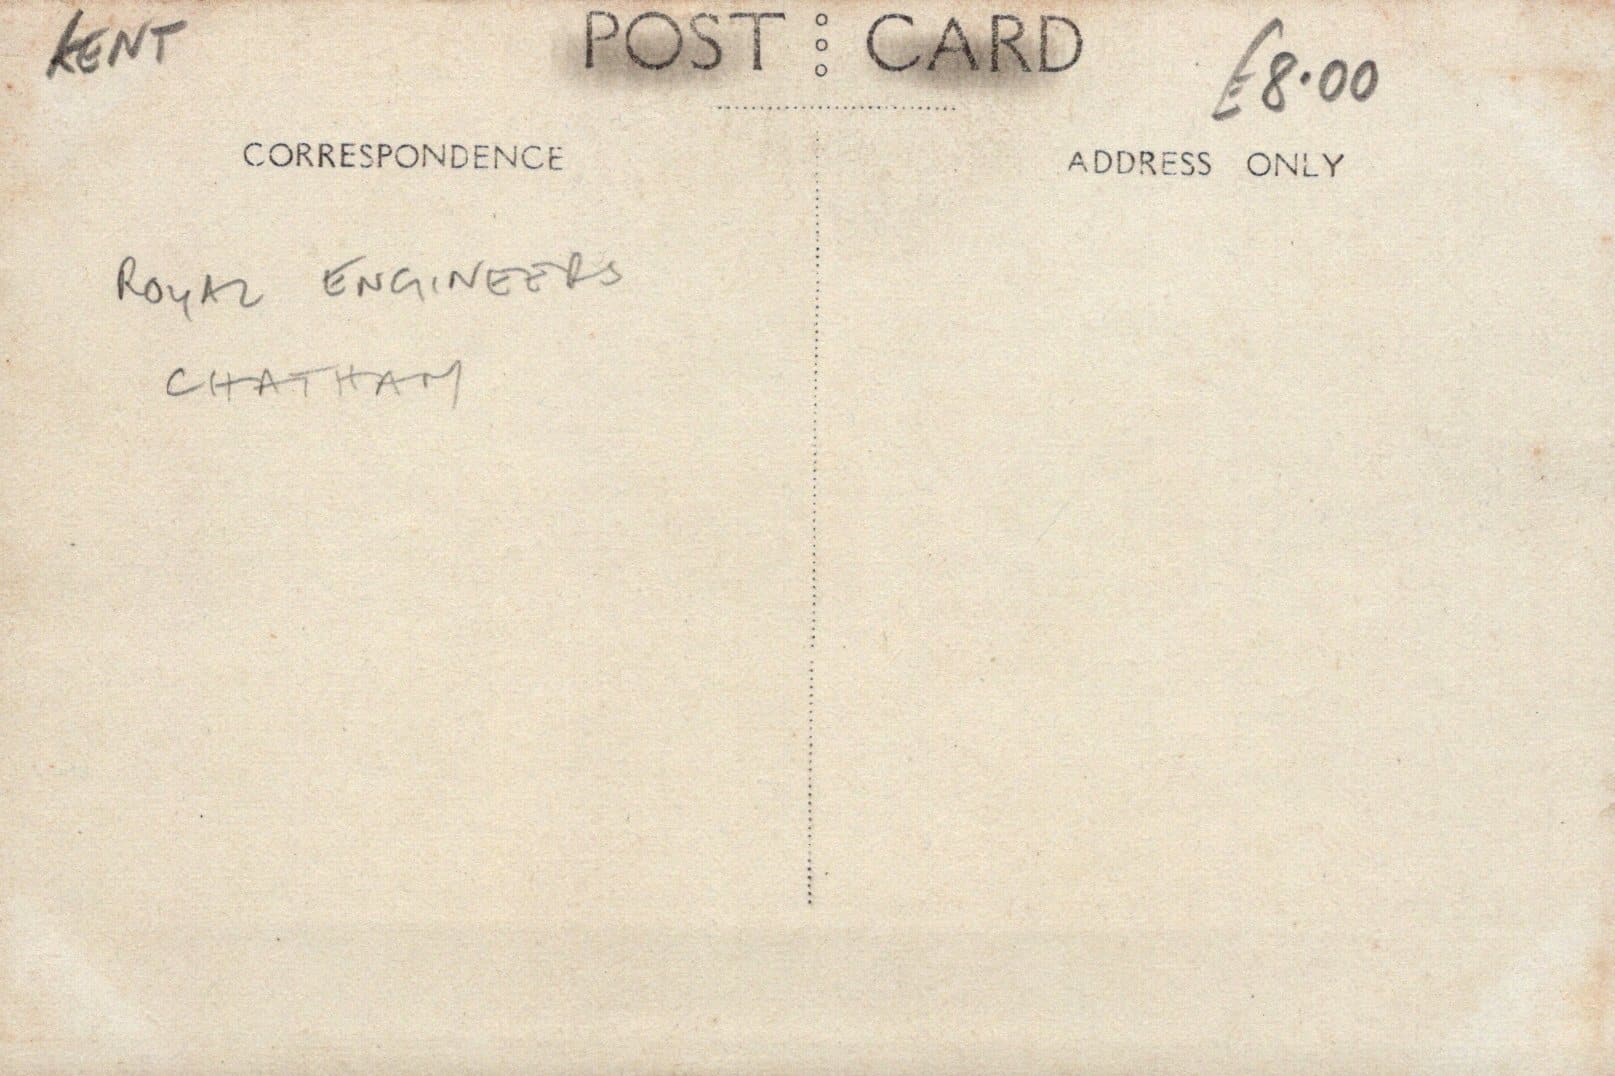 KENT
POST CARD
£8.00
CORRESPONDENCE
ADDRESS ONLY
ROYAL ENGINEERS
CHATHAM